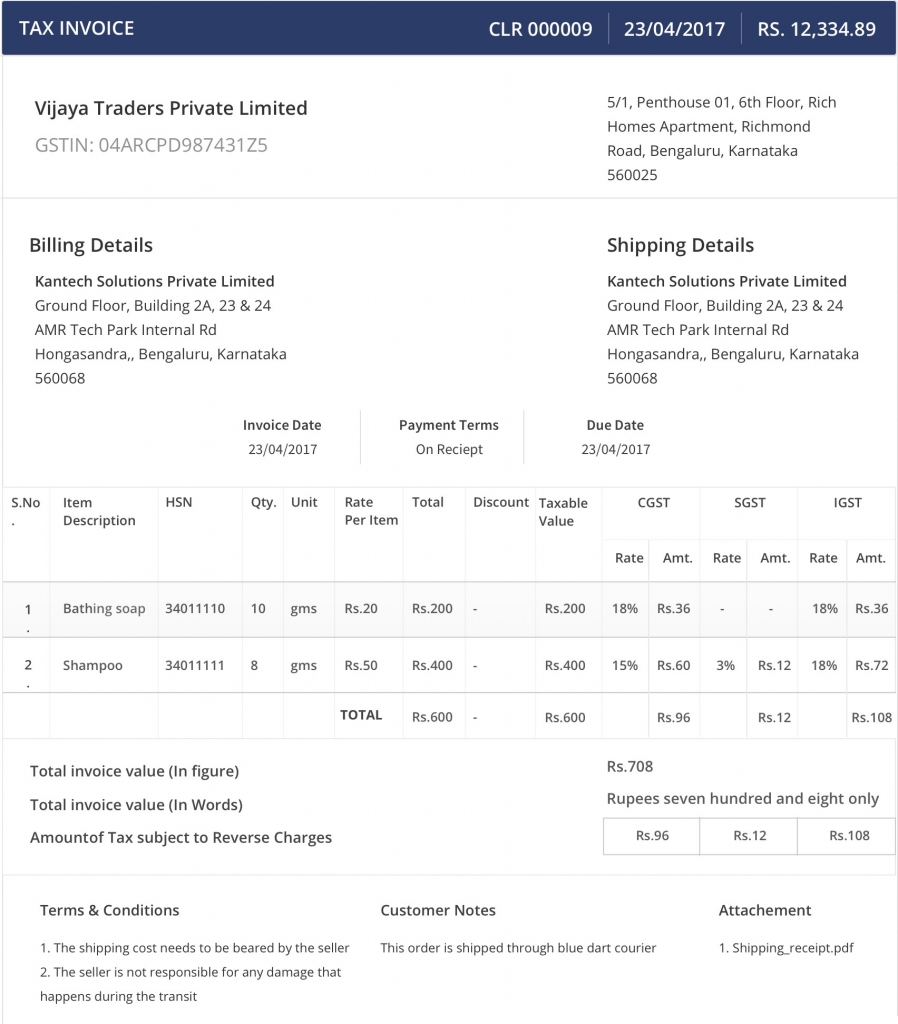 TAX INVOICE
CLR 000009 23/04/2017 RS. 12,334.89
Vijaya Traders Private Limited
GSTIN: 04ARCPD987431Z5
5/1, Penthouse 01, 6th Floor, Rich
Homes Apartment, Richmond
Road, Bengaluru, Karnataka
560025
Billing Details
Kantech Solutions Private Limited
Ground Floor, Building 2A, 23 & 24
AMR Tech Park Internal Rd
Hongasandra,, Bengaluru, Karnataka
560068
Shipping Details
Kantech Solutions Private Limited
Ground Floor, Building 2A, 23 & 24
AMR Tech Park Internal Rd
Hongasandra,, Bengaluru, Karnataka
560068
Invoice Date Payment Terms Due Date
23/04/2017 On Reciept 23/04/2017
S.No. Item Description HSN Qty. Unit Rate Per Item Total Discount Taxable Value CGST SGST IGST
Rate Amt. Rate Amt. Rate Amt.
1. Bathing soap 34011110 10 gms Rs.20 Rs.200 - Rs.200 18% Rs.36 - - 18% Rs.36
2. Shampoo 34011111 8 gms Rs.50 Rs.400 - Rs.400 15% Rs.60 3% Rs.12 18% Rs.72
TOTAL Rs.600 - Rs.600 Rs.96 Rs.12 Rs.108
Total invoice value (In figure) Rs.708
Total invoice value (In Words) Rupees seven hundred and eight only
Amountof Tax subject to Reverse Charges Rs.96 Rs.12 Rs.108
Terms & Conditions
1. The shipping cost needs to be beared by the seller
2. The seller is not responsible for any damage that
happens during the transit
Customer Notes
This order is shipped through blue dart courier
Attachement
1. Shipping_receipt.pdf